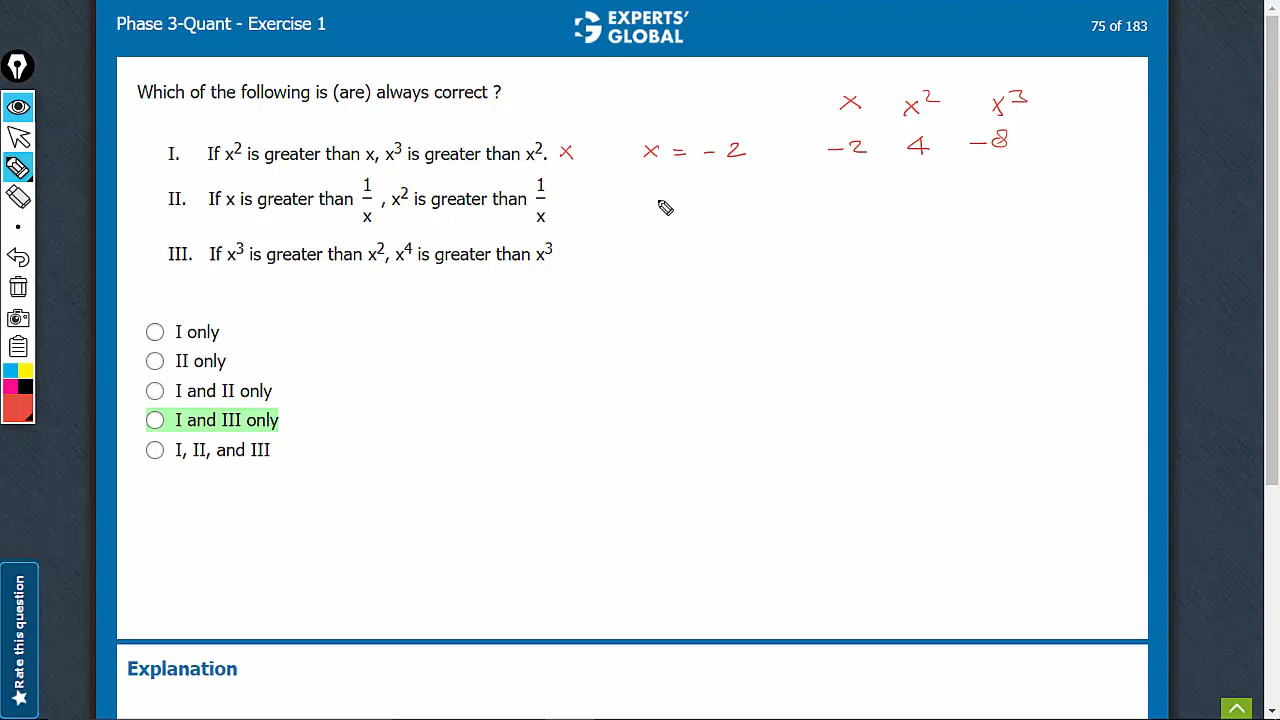 Phase 3-Quant - Exercise 1
EXPERTS' GLOBAL
75 of 183
Which of the following is (are) always correct ?
x x² x³
I. If x² is greater than x, x³ is greater than x². x x = -2 -2 4 -8
II. If x is greater than 1/x , x² is greater than 1/x
III. If x³ is greater than x², x⁴ is greater than x³
I only
II only
I and II only
I and III only
I, II, and III
Rate this question
Explanation